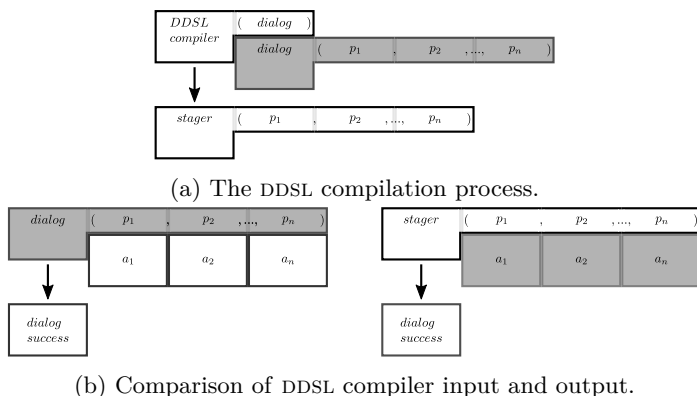 DDSL compiler ( dialog )
dialog ( p1 , p2 , ..., pn )
stager ( p1 , p2 , ..., pn )
(a) The DDSL compilation process.
dialog ( p1 , p2 , ..., pn )
a1 a2 an
dialog success
stager ( p1 , p2 , ..., pn )
a1 a2 an
dialog success
(b) Comparison of DDSL compiler input and output.